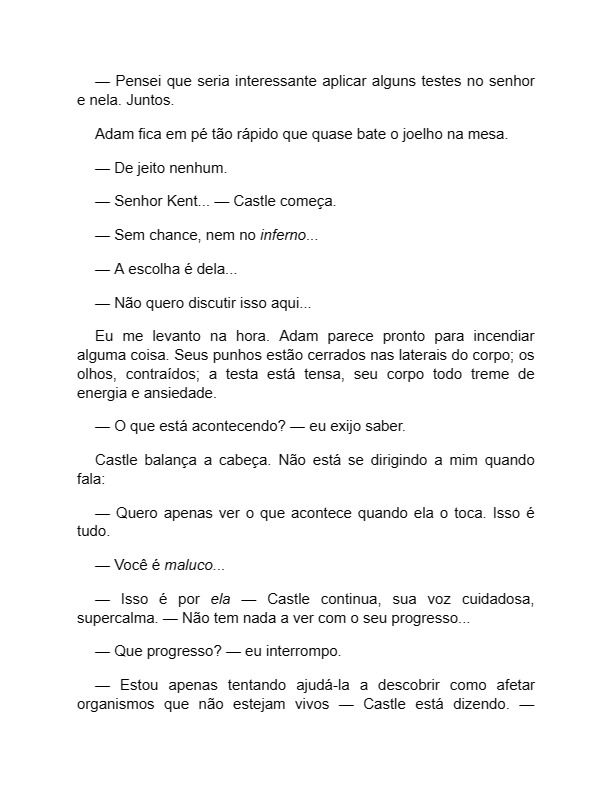 — Pensei que seria interessante aplicar alguns testes no senhor
e nela. Juntos.
Adam fica em pé tão rápido que quase bate o joelho na mesa.
— De jeito nenhum.
— Senhor Kent... — Castle começa.
— Sem chance, nem no inferno...
— A escolha é dela...
— Não quero discutir isso aqui...
Eu me levanto na hora. Adam parece pronto para incendiar
alguma coisa. Seus punhos estão cerrados nas laterais do corpo; os
olhos, contraídos; a testa está tensa, seu corpo todo treme de
energia e ansiedade.
— O que está acontecendo? — eu exijo saber.
Castle balança a cabeça. Não está se dirigindo a mim quando
fala:
— Quero apenas ver o que acontece quando ela o toca. Isso é
tudo.
— Você é maluco...
— Isso é por ela — Castle continua, sua voz cuidadosa,
supercalma. — Não tem nada a ver com o seu progresso...
— Que progresso? — eu interrompo.
— Estou apenas tentando ajudá-la a descobrir como afetar
organismos que não estejam vivos — Castle está dizendo. —